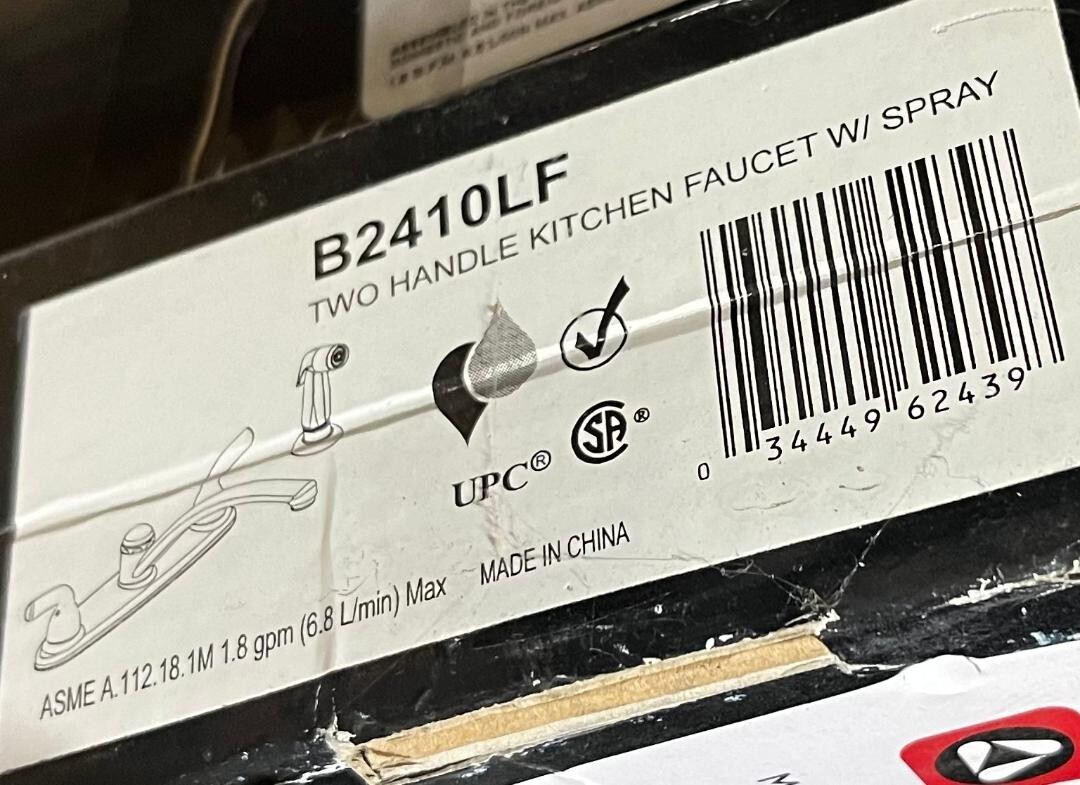 B2410LF
TWO HANDLE KITCHEN FAUCET W/ SPRAY
UPC®
SA®
0 34449 62439
ASME A.112.18.1M 1.8 gpm (6.8 L/min) Max MADE IN CHINA